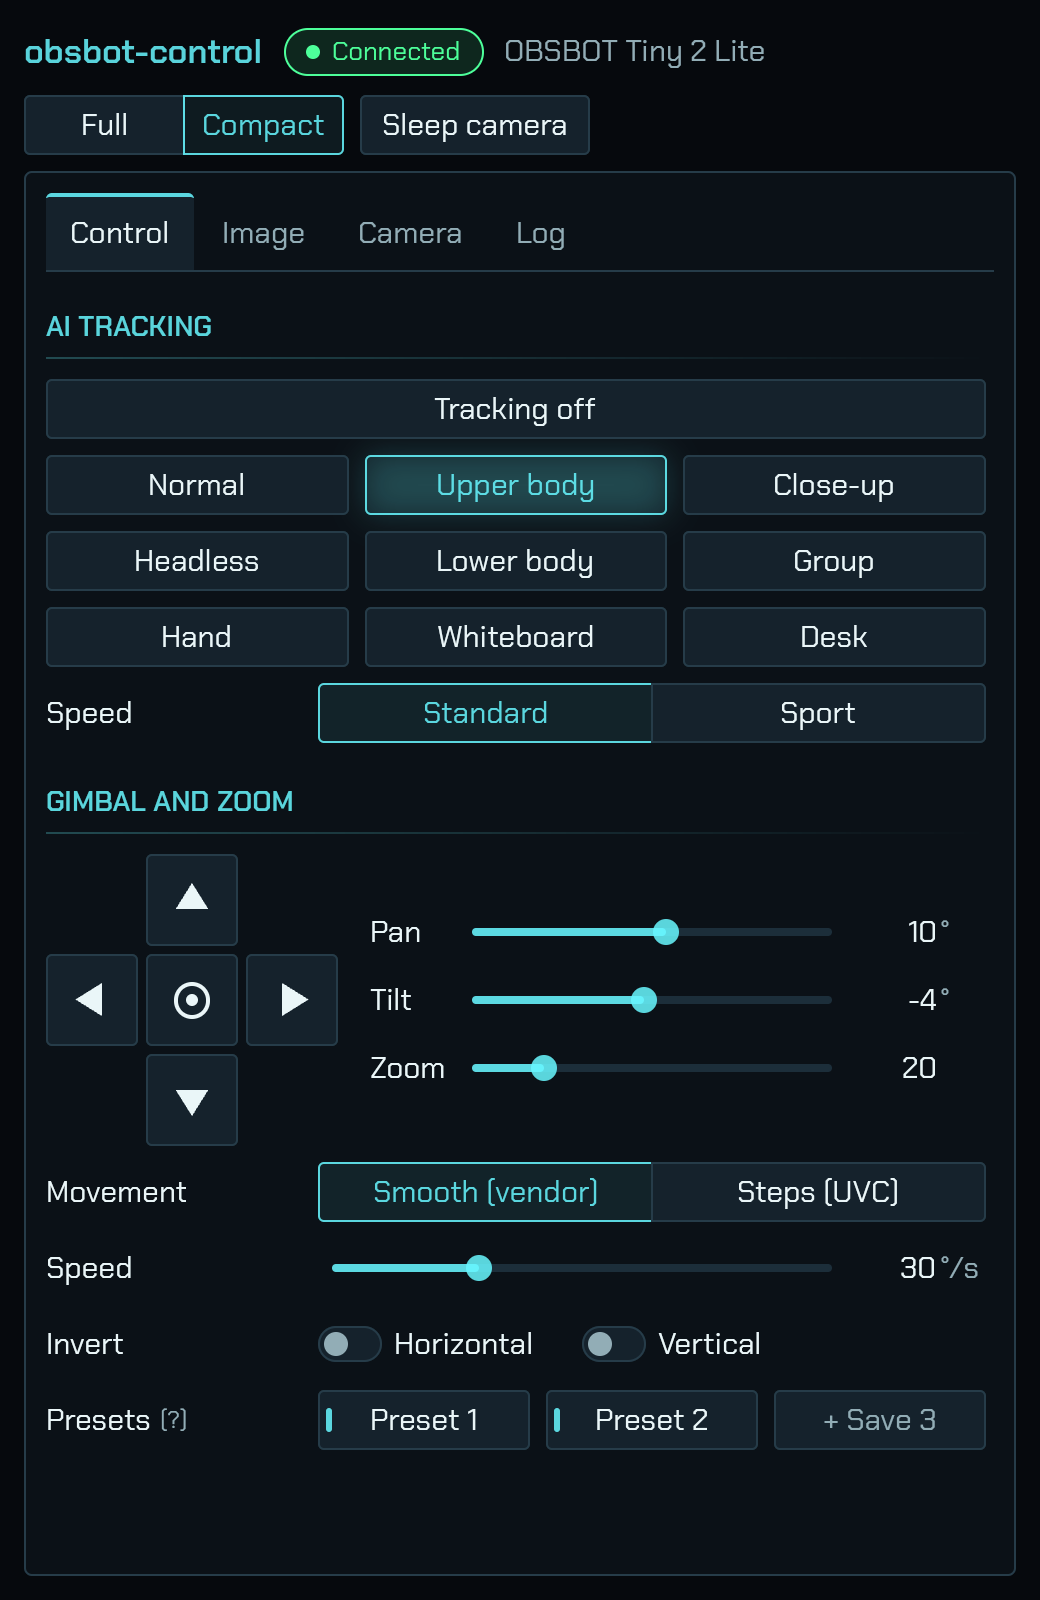 obsbot-control Connected OBSBOT Tiny 2 Lite
Full Compact Sleep camera
Control Image Camera Log
AI TRACKING
Tracking off
Normal Upper body Close-up
Headless Lower body Group
Hand Whiteboard Desk
Speed Standard Sport
GIMBAL AND ZOOM
Pan 10°
Tilt -4°
Zoom 20
Movement Smooth (vendor) Steps (UVC)
Speed 30°/s
Invert Horizontal Vertical
Presets (?) Preset 1 Preset 2 + Save 3